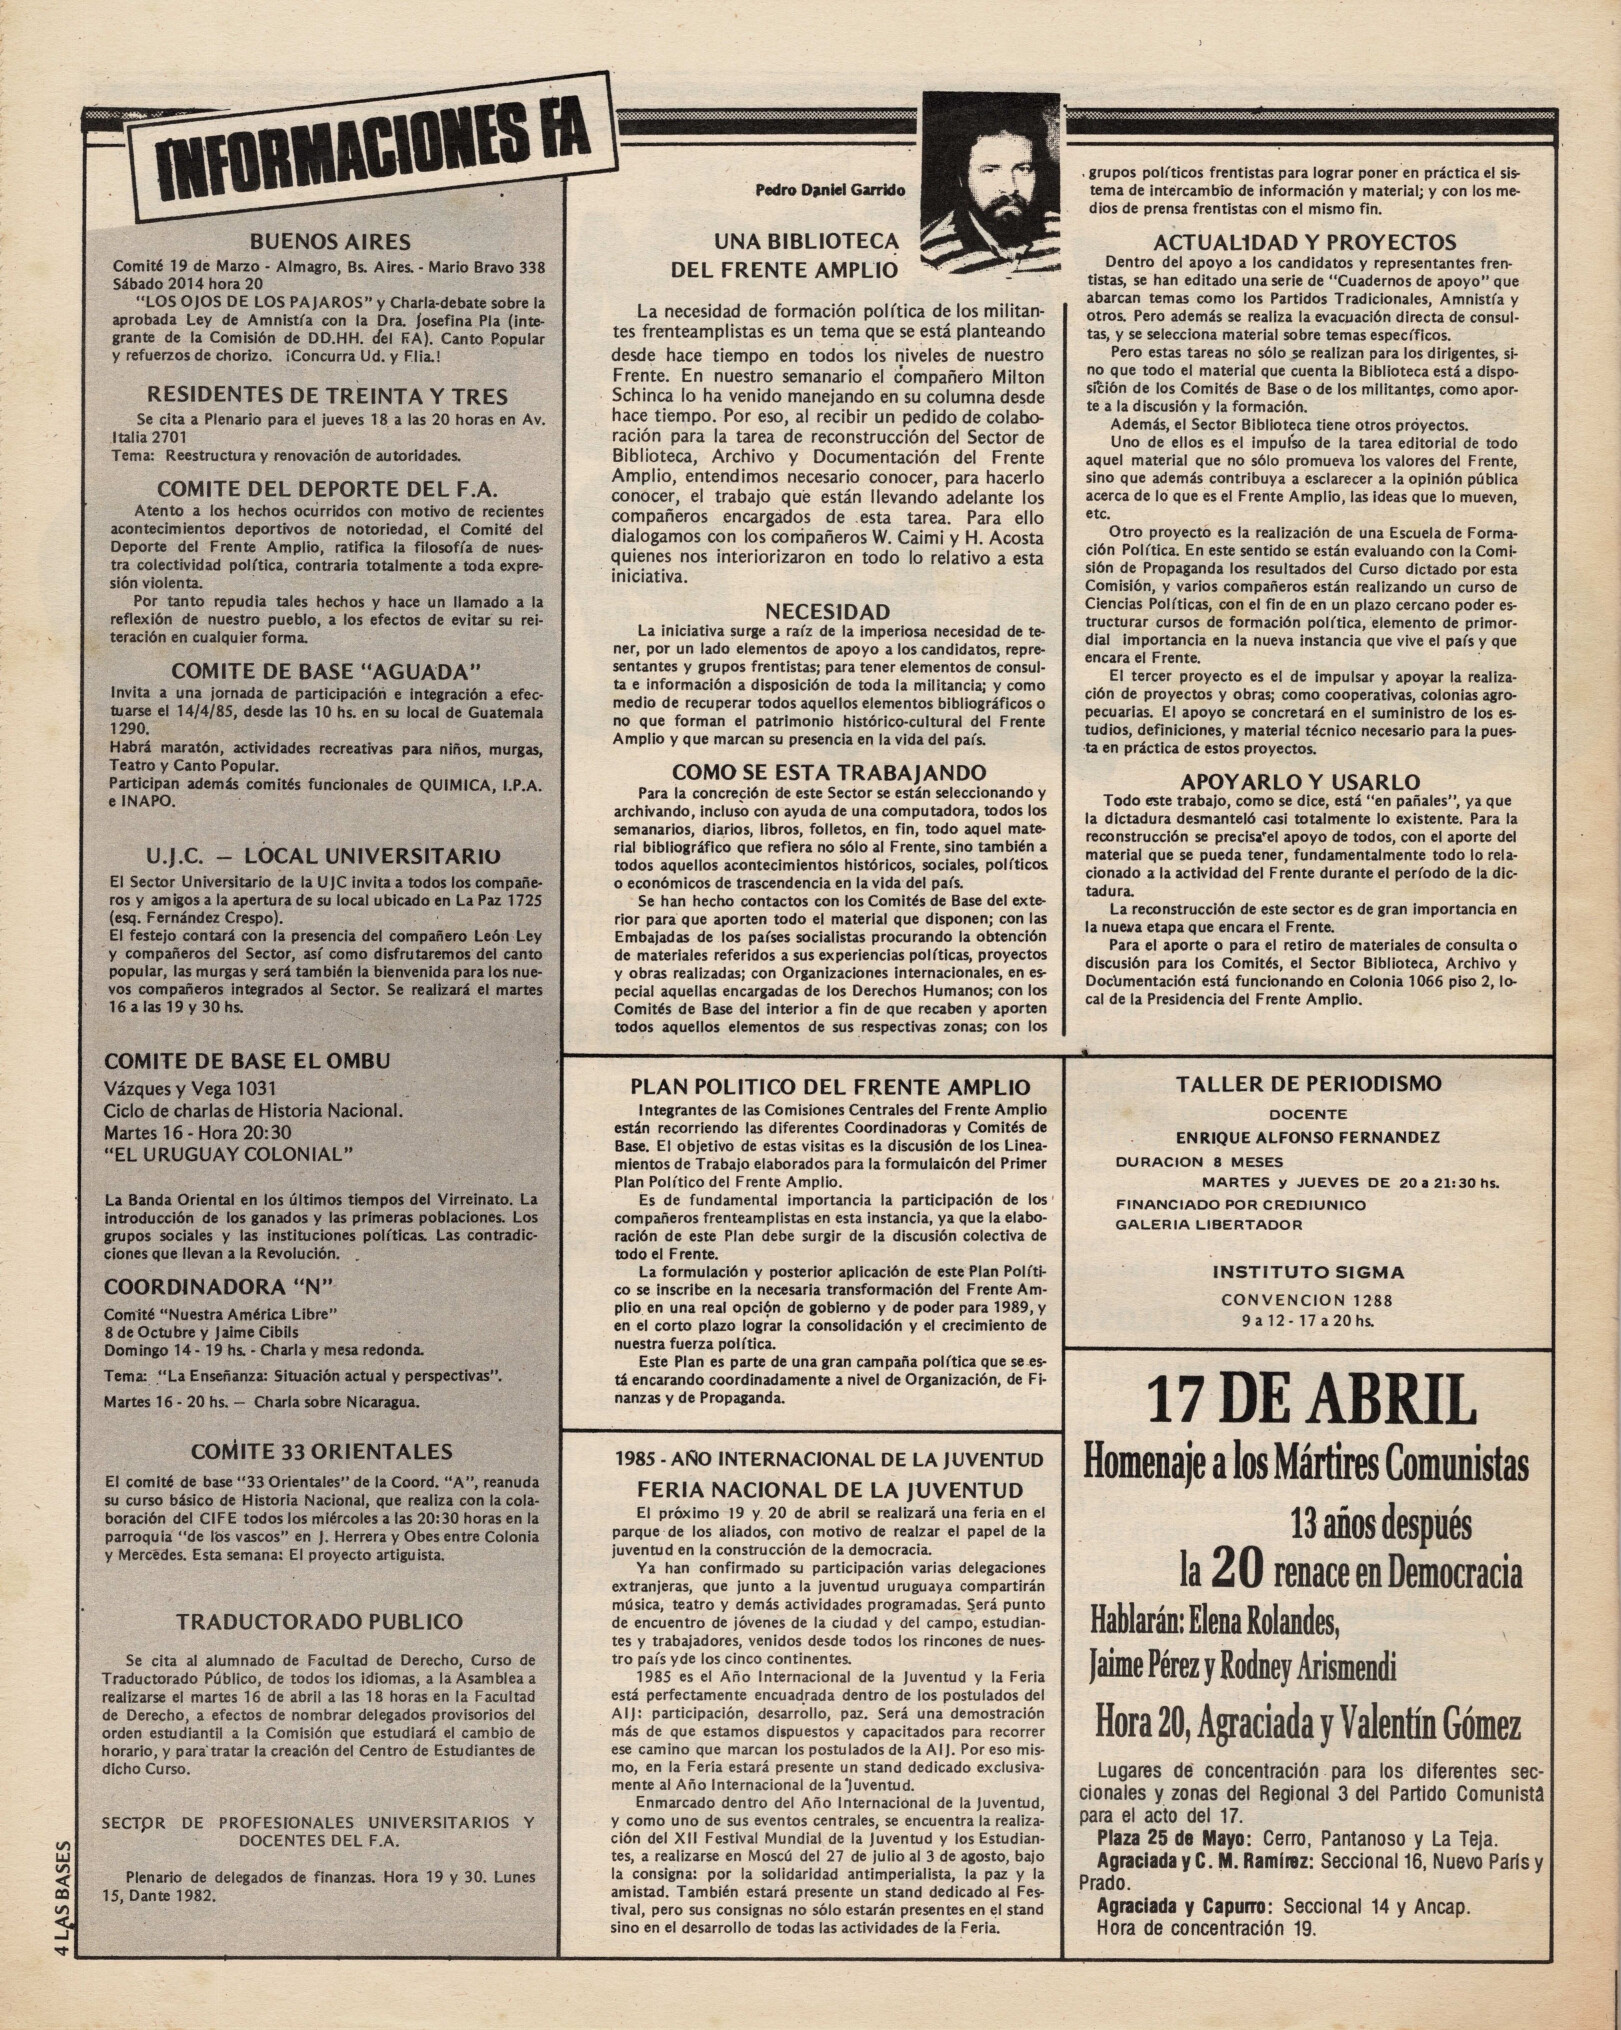 INFORMACIONES FA
BUENOS AIRES
Comité 19 de Marzo - Almagro, Bs. Aires. - Mario Bravo 338
Sábado 2014 hora 20
"LOS OJOS DE LOS PAJAROS" y Charla-debate sobre la
aprobada Ley de Amnistía con la Dra. Josefina Pla (inte-
grante de la Comisión de DD.HH. del FA). Canto Popular
y refuerzos de chorizo. ¡Concurra Ud. y Flia.!
RESIDENTES DE TREINTA Y TRES
Se cita a Plenario para el jueves 18 a las 20 horas en Av.
Italia 2701
Tema: Reestructura y renovación de autoridades.
COMITE DEL DEPORTE DEL F.A.
Atento a los hechos ocurridos con motivo de recientes
acontecimientos deportivos de notoriedad, el Comité del
Deporte del Frente Amplio, ratifica la filosofía de nues-
tra colectividad política, contraria totalmente a toda expre-
sión violenta.
Por tanto repudia tales hechos y hace un llamado a la
reflexión de nuestro pueblo, a los efectos de evitar su rei-
teración en cualquier forma.
COMITE DE BASE "AGUADA"
Invita a una jornada de participación e integración a efec-
tuarse el 14/4/85, desde las 10 hs. en su local de Guatemala
1290.
Habrá maratón, actividades recreativas para niños, murgas,
Teatro y Canto Popular.
Participan además comités funcionales de QUIMICA, I.P.A.
e INAPO.
U.J.C. — LOCAL UNIVERSITARIO
El Sector Universitario de la UJC invita a todos los compañe-
ros y amigos a la apertura de su local ubicado en La Paz 1725
(esq. Fernández Crespo).
El festejo contará con la presencia del compañero León Ley
y compañeros del Sector, así como disfrutaremos del canto
popular, las murgas y será también la bienvenida para los nue-
vos compañeros integrados al Sector. Se realizará el martes
16 a las 19 y 30 hs.
COMITE DE BASE EL OMBU
Vázques y Vega 1031
Ciclo de charlas de Historia Nacional.
Martes 16 - Hora 20:30
"EL URUGUAY COLONIAL"
La Banda Oriental en los últimos tiempos del Virreinato. La
introducción de los ganados y las primeras poblaciones. Los
grupos sociales y las instituciones políticas. Las contradic-
ciones que llevan a la Revolución.
COORDINADORA "N"
Comité "Nuestra América Libre"
8 de Octubre y Jaime Cibils
Domingo 14 - 19 hs. - Charla y mesa redonda.
Tema: "La Enseñanza: Situación actual y perspectivas".
Martes 16 - 20 hs. — Charla sobre Nicaragua.
COMITE 33 ORIENTALES
El comité de base "33 Orientales" de la Coord. "A", reanuda
su curso básico de Historia Nacional, que realiza con la cola-
boración del CIFE todos los miércoles a las 20:30 horas en la
parroquia "de los vascos" en J. Herrera y Obes entre Colonia
y Mercedes. Esta semana: El proyecto artiguista.
TRADUCTORADO PUBLICO
Se cita al alumnado de Facultad de Derecho, Curso de
Traductorado Público, de todos los idiomas, a la Asamblea a
realizarse el martes 16 de abril a las 18 horas en la Facultad
de Derecho, a efectos de nombrar delegados provisorios del
orden estudiantil a la Comisión que estudiará el cambio de
horario, y para tratar la creación del Centro de Estudiantes de
dicho Curso.
SECTOR DE PROFESIONALES UNIVERSITARIOS Y
DOCENTES DEL F.A.
Plenario de delegados de finanzas. Hora 19 y 30. Lunes
15, Dante 1982.
4 LAS BASES
Pedro Daniel Garrido
UNA BIBLIOTECA
DEL FRENTE AMPLIO
La necesidad de formación política de los militan-
tes frenteamplistas es un tema que se está planteando
desde hace tiempo en todos los niveles de nuestro
Frente. En nuestro semanario el compañero Milton
Schinca lo ha venido manejando en su columna desde
hace tiempo. Por eso, al recibir un pedido de colabo-
ración para la tarea de reconstrucción del Sector de
Biblioteca, Archivo y Documentación del Frente
Amplio, entendimos necesario conocer, para hacerlo
conocer, el trabajo que están llevando adelante los
compañeros encargados de esta tarea. Para ello
dialogamos con los compañeros W. Caimi y H. Acosta
quienes nos interiorizaron en todo lo relativo a esta
iniciativa.
NECESIDAD
La iniciativa surge a raíz de la imperiosa necesidad de te-
ner, por un lado elementos de apoyo a los candidatos, repre-
sentantes y grupos frentistas; para tener elementos de consul-
ta e información a disposición de toda la militancia; y como
medio de recuperar todos aquellos elementos bibliográficos o
no que forman el patrimonio histórico-cultural del Frente
Amplio y que marcan su presencia en la vida del país.
COMO SE ESTA TRABAJANDO
Para la concreción de este Sector se están seleccionando y
archivando, incluso con ayuda de una computadora, todos los
semanarios, diarios, libros, folletos, en fin, todo aquel mate-
rial bibliográfico que refiera no sólo al Frente, sino también a
todos aquellos acontecimientos históricos, sociales, políticos
o económicos de trascendencia en la vida del país.
Se han hecho contactos con los Comités de Base del exte-
rior para que aporten todo el material que disponen; con las
Embajadas de los países socialistas procurando la obtención
de materiales referidos a sus experiencias políticas, proyectos
y obras realizadas; con Organizaciones internacionales, en es-
pecial aquellas encargadas de los Derechos Humanos; con los
Comités de Base del interior a fin de que recaben y aporten
todos aquellos elementos de sus respectivas zonas; con los
grupos políticos frentistas para lograr poner en práctica el sis-
tema de intercambio de información y material; y con los me-
dios de prensa frentistas con el mismo fin.
ACTUALIDAD Y PROYECTOS
Dentro del apoyo a los candidatos y representantes fren-
tistas, se han editado una serie de "Cuadernos de apoyo" que
abarcan temas como los Partidos Tradicionales, Amnistía y
otros. Pero además se realiza la evacuación directa de consul-
tas, y se selecciona material sobre temas específicos.
Pero estas tareas no sólo se realizan para los dirigentes, si-
no que todo el material que cuenta la Biblioteca está a dispo-
sición de los Comités de Base o de los militantes, como apor-
te a la discusión y la formación.
Además, el Sector Biblioteca tiene otros proyectos.
Uno de ellos es el impulso de la tarea editorial de todo
aquel material que no sólo promueva los valores del Frente,
sino que además contribuya a esclarecer a la opinión pública
acerca de lo que es el Frente Amplio, las ideas que lo mueven,
etc.
Otro proyecto es la realización de una Escuela de Forma-
ción Política. En este sentido se están evaluando con la Comi-
sión de Propaganda los resultados del Curso dictado por esta
Comisión, y varios compañeros están realizando un curso de
Ciencias Políticas, con el fin de en un plazo cercano poder es-
tructurar cursos de formación política, elemento de primor-
dial importancia en la nueva instancia que vive el país y que
encara el Frente.
El tercer proyecto es el de impulsar y apoyar la realiza-
ción de proyectos y obras; como cooperativas, colonias agro-
pecuarias. El apoyo se concretará en el suministro de los es-
tudios, definiciones, y material técnico necesario para la pues-
ta en práctica de estos proyectos.
APOYARLO Y USARLO
Todo este trabajo, como se dice, está "en pañales", ya que
la dictadura desmanteló casi totalmente lo existente. Para la
reconstrucción se precisa el apoyo de todos, con el aporte del
material que se pueda tener, fundamentalmente todo lo rela-
cionado a la actividad del Frente durante el período de la dic-
tadura.
La reconstrucción de este sector es de gran importancia en
la nueva etapa que encara el Frente.
Para el aporte o para el retiro de materiales de consulta o
discusión para los Comités, el Sector Biblioteca, Archivo y
Documentación está funcionando en Colonia 1066 piso 2, lo-
cal de la Presidencia del Frente Amplio.
PLAN POLITICO DEL FRENTE AMPLIO
Integrantes de las Comisiones Centrales del Frente Amplio
están recorriendo las diferentes Coordinadoras y Comités de
Base. El objetivo de estas visitas es la discusión de los Linea-
mientos de Trabajo elaborados para la formulaicón del Primer
Plan Político del Frente Amplio.
Es de fundamental importancia la participación de los
compañeros frenteamplistas en esta instancia, ya que la elabo-
ración de este Plan debe surgir de la discusión colectiva de
todo el Frente.
La formulación y posterior aplicación de este Plan Políti-
co se inscribe en la necesaria transformación del Frente Am-
plio en una real opción de gobierno y de poder para 1989, y
en el corto plazo lograr la consolidación y el crecimiento de
nuestra fuerza política.
Este Plan es parte de una gran campaña política que se es-
tá encarando coordinadamente a nivel de Organización, de Fi-
nanzas y de Propaganda.
1985 - AÑO INTERNACIONAL DE LA JUVENTUD
FERIA NACIONAL DE LA JUVENTUD
El próximo 19 y 20 de abril se realizará una feria en el
parque de los aliados, con motivo de realzar el papel de la
juventud en la construcción de la democracia.
Ya han confirmado su participación varias delegaciones
extranjeras, que junto a la juventud uruguaya compartirán
música, teatro y demás actividades programadas. Será punto
de encuentro de jóvenes de la ciudad y del campo, estudian-
tes y trabajadores, venidos desde todos los rincones de nues-
tro país yde los cinco continentes.
1985 es el Año Internacional de la Juventud y la Feria
está perfectamente encuadrada dentro de los postulados del
AIJ: participación, desarrollo, paz. Será una demostración
más de que estamos dispuestos y capacitados para recorrer
ese camino que marcan los postulados de la AIJ. Por eso mis-
mo, en la Feria estará presente un stand dedicado exclusiva-
mente al Año Internacional de la Juventud.
Enmarcado dentro del Año Internacional de la Juventud,
y como uno de sus eventos centrales, se encuentra la realiza-
ción del XII Festival Mundial de la Juventud y los Estudian-
tes, a realizarse en Moscú del 27 de julio al 3 de agosto, bajo
la consigna: por la solidaridad antimperialista, la paz y la
amistad. También estará presente un stand dedicado al Fes-
tival, pero sus consignas no sólo estarán presentes en el stand
sino en el desarrollo de todas las actividades de la Feria.
TALLER DE PERIODISMO
DOCENTE
ENRIQUE ALFONSO FERNANDEZ
DURACION 8 MESES
MARTES y JUEVES DE 20 a 21:30 hs.
FINANCIADO POR CREDIUNICO
GALERIA LIBERTADOR
INSTITUTO SIGMA
CONVENCION 1288
9 a 12 - 17 a 20 hs.
17 DE ABRIL
Homenaje a los Mártires Comunistas
13 años después
la 20 renace en Democracia
Hablarán: Elena Rolandes,
Jaime Pérez y Rodney Arismendi
Hora 20, Agraciada y Valentín Gómez
Lugares de concentración para los diferentes sec-
cionales y zonas del Regional 3 del Partido Comunista
para el acto del 17.
Plaza 25 de Mayo: Cerro, Pantanoso y La Teja.
Agraciada y C. M. Ramírez: Seccional 16, Nuevo París y
Prado.
Agraciada y Capurro: Seccional 14 y Ancap.
Hora de concentración 19.